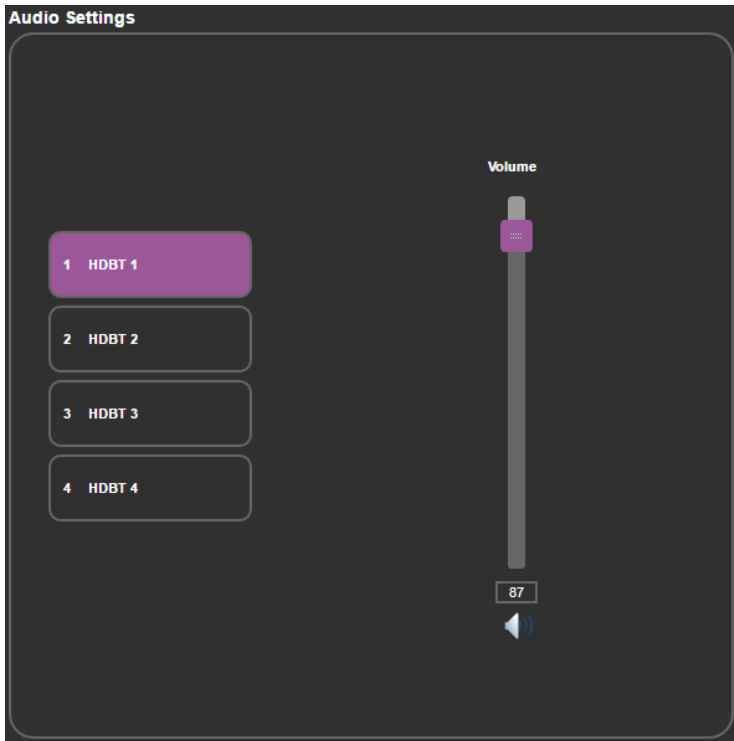 Audio Settings
Volume
1 HDBT 1
2 HDBT 2
3 HDBT 3
4 HDBT 4
87